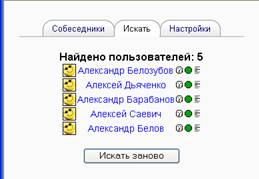 Собеседники Искать Настройки
Найдено пользователей: 5
Александр Белозубов
Алексей Дьяченко
Александр Барабанов
Алексей Саевич
Александр Белов
Искать заново